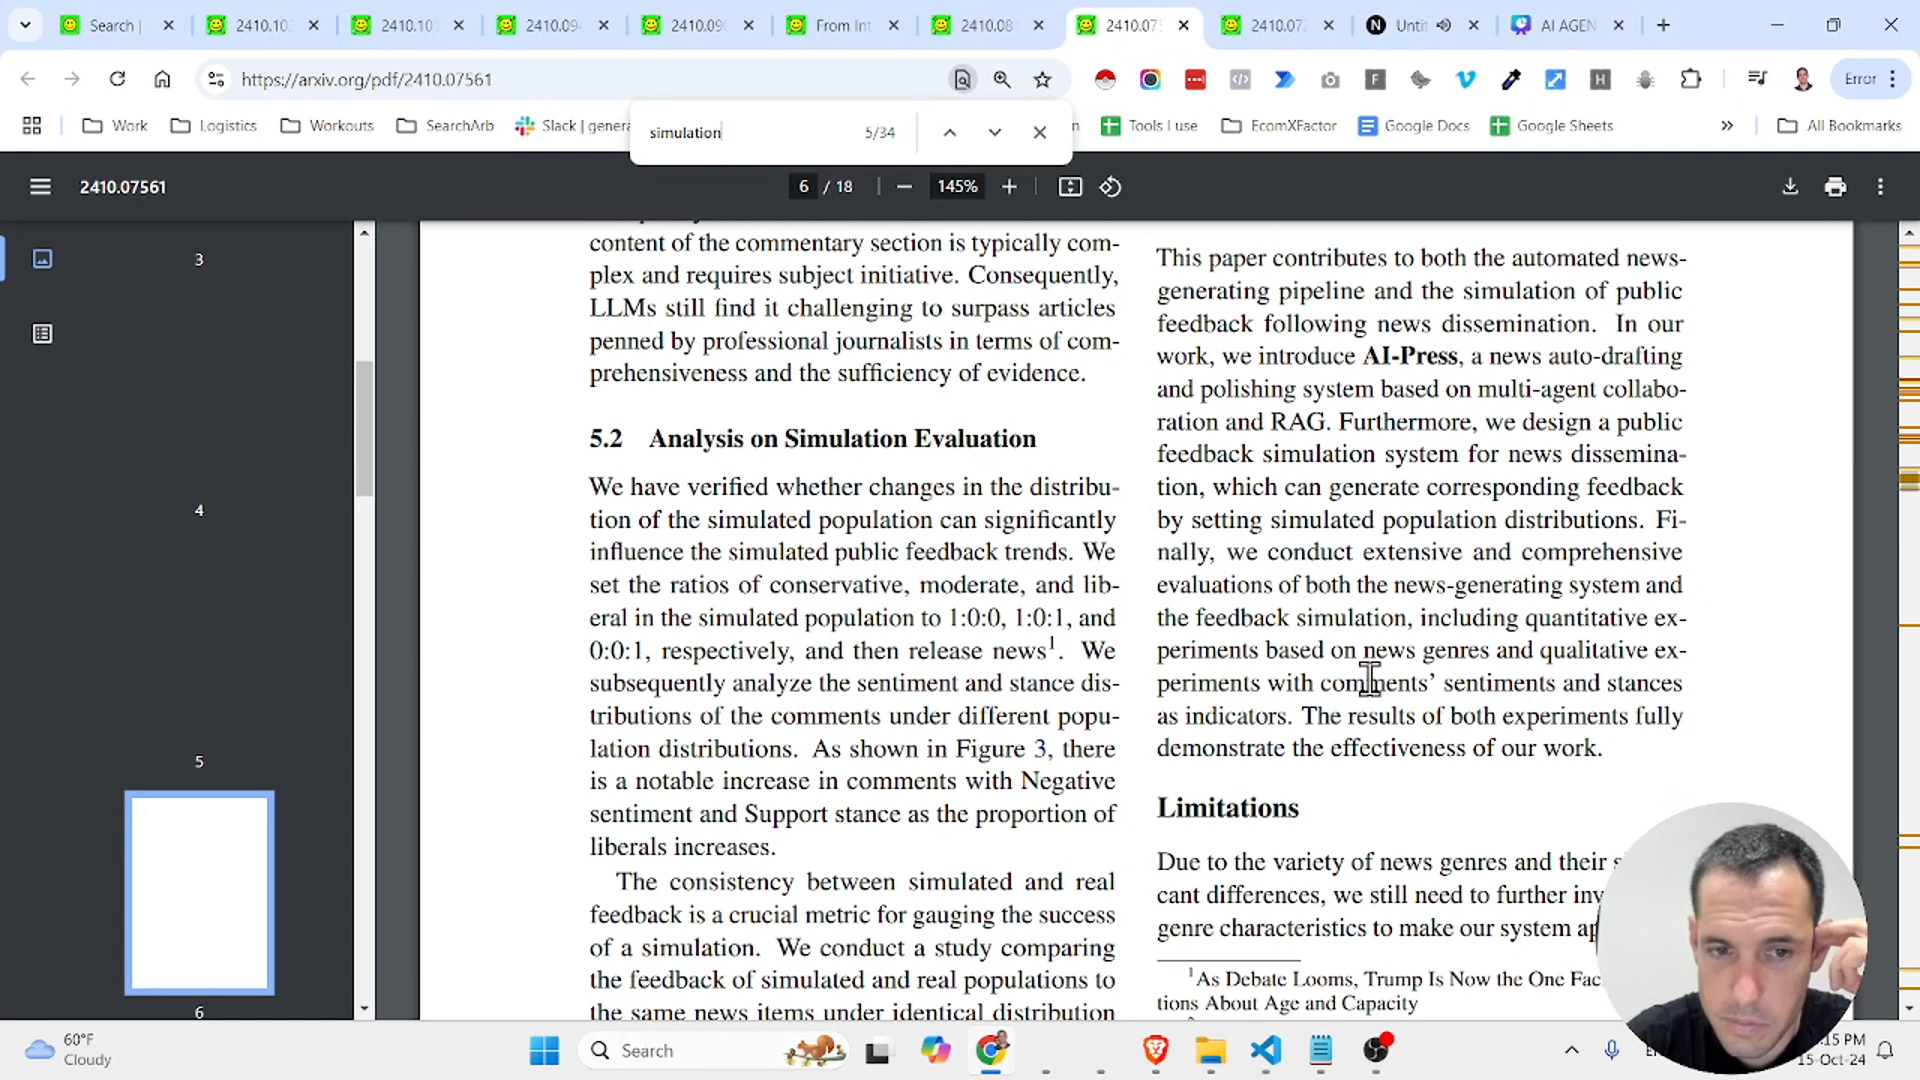 Search |
2410.10
2410.101
2410.094
2410.090
From Int
2410.081
2410.075
2410.072
Untit
AI AGEN
https://arxiv.org/pdf/2410.07561
Error
Work
Logistics
Workouts
SearchArb
Slack | genera
Tools I use
EcomXFactor
Google Docs
Google Sheets
All Bookmarks
simulation
5/34
2410.07561
6 / 18
145%
3
4
5
6
content of the commentary section is typically com-
plex and requires subject initiative. Consequently,
LLMs still find it challenging to surpass articles
penned by professional journalists in terms of com-
prehensiveness and the sufficiency of evidence.
5.2 Analysis on Simulation Evaluation
We have verified whether changes in the distribu-
tion of the simulated population can significantly
influence the simulated public feedback trends. We
set the ratios of conservative, moderate, and lib-
eral in the simulated population to 1:0:0, 1:0:1, and
0:0:1, respectively, and then release news1. We
subsequently analyze the sentiment and stance dis-
tributions of the comments under different popu-
lation distributions. As shown in Figure 3, there
is a notable increase in comments with Negative
sentiment and Support stance as the proportion of
liberals increases.
The consistency between simulated and real
feedback is a crucial metric for gauging the success
of a simulation. We conduct a study comparing
the feedback of simulated and real populations to
the same news items under identical distribution
This paper contributes to both the automated news-
generating pipeline and the simulation of public
feedback following news dissemination. In our
work, we introduce AI-Press, a news auto-drafting
and polishing system based on multi-agent collabo-
ration and RAG. Furthermore, we design a public
feedback simulation system for news dissemina-
tion, which can generate corresponding feedback
by setting simulated population distributions. Fi-
nally, we conduct extensive and comprehensive
evaluations of both the news-generating system and
the feedback simulation, including quantitative ex-
periments based on news genres and qualitative ex-
periments with comments' sentiments and stances
as indicators. The results of both experiments fully
demonstrate the effectiveness of our work.
Limitations
Due to the variety of news genres and their
cant differences, we still need to further inv
genre characteristics to make our system ap
1As Debate Looms, Trump Is Now the One Fac
tions About Age and Capacity
60°F
Cloudy
Search
:15 PM
15-Oct-24